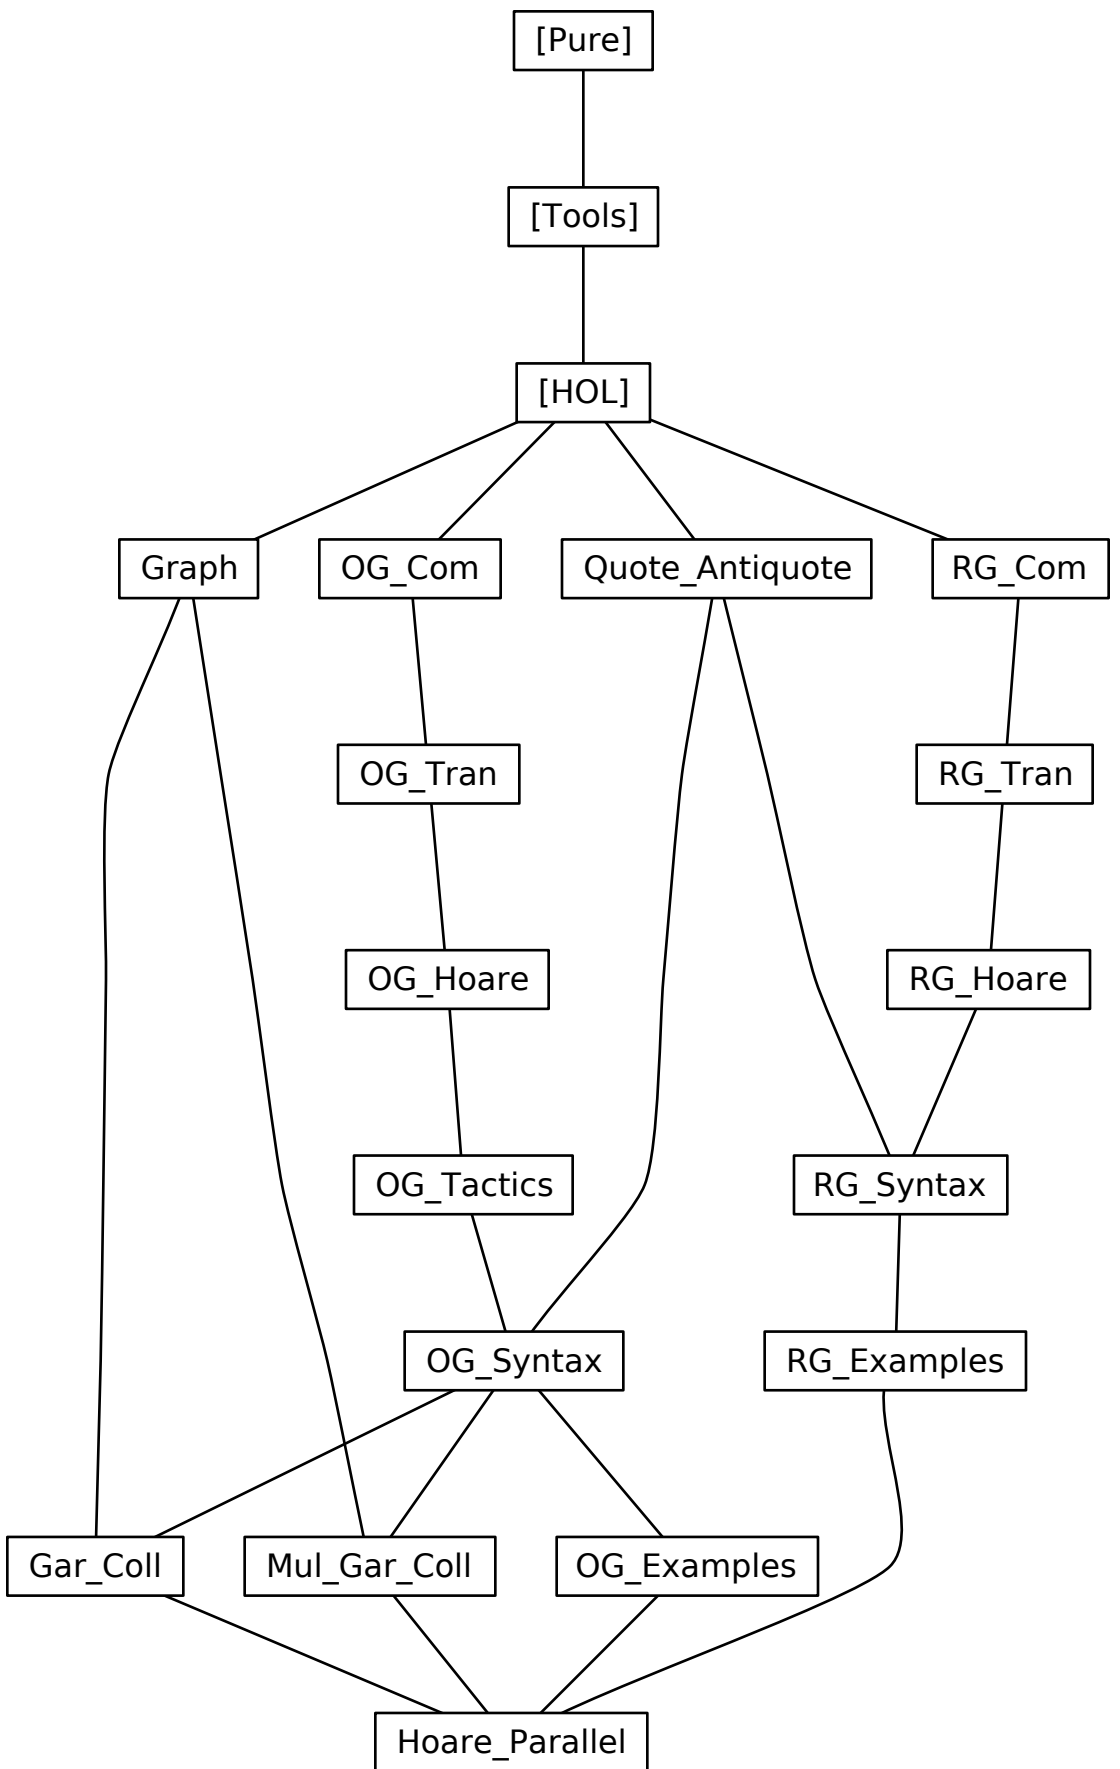 [Pure]
[Tools]
[HOL]
Graph
OG_Com
Quote_Antiquote
RG_Com
OG_Tran
RG_Tran
OG_Hoare
RG_Hoare
OG_Tactics
RG_Syntax
OG_Syntax
RG_Examples
Gar_Coll
Mul_Gar_Coll
OG_Examples
Hoare_Parallel